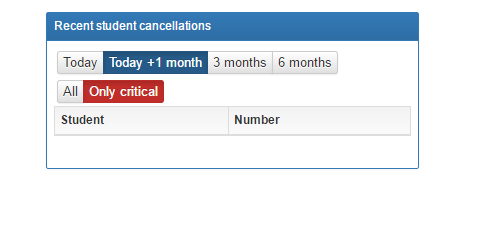 Recent student cancellations
Today Today +1 month 3 months 6 months
All Only critical
Student Number